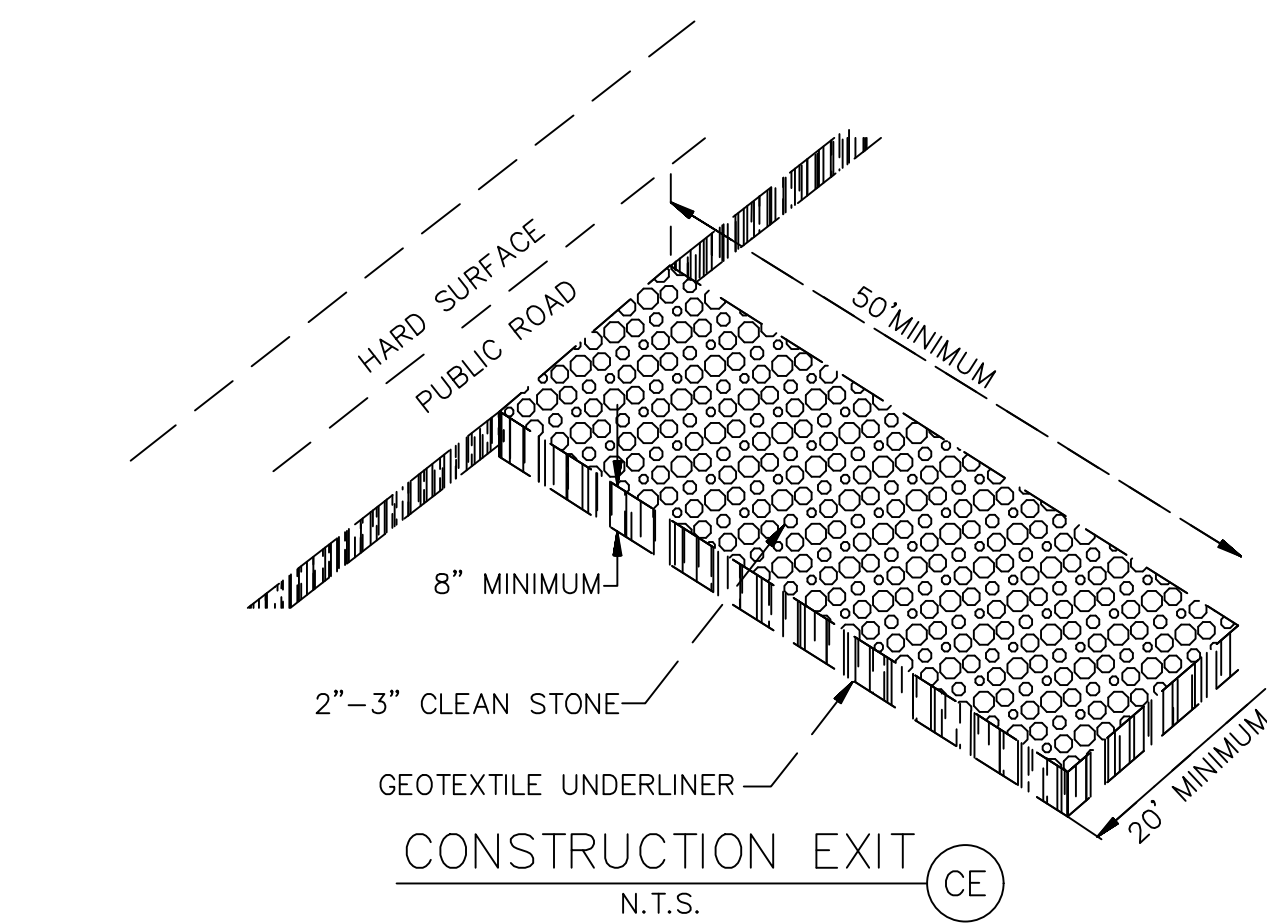 HARD SURFACE
PUBLIC ROAD
50'MINIMUM
8” MINIMUM
2”–3” CLEAN STONE
GEOTEXTILE UNDERLINER
20' MINIMUM
CONSTRUCTION EXIT
CE
N.T.S.